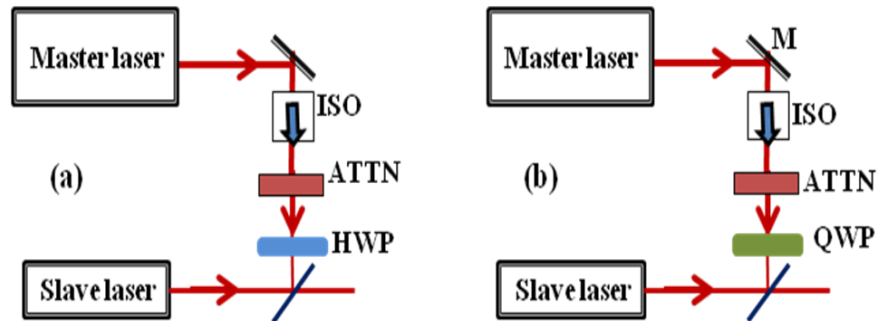 Master laser
ISO
(a)
ATTN
HWP
Slave laser
Master laser
M
ISO
(b)
ATTN
QWP
Slave laser